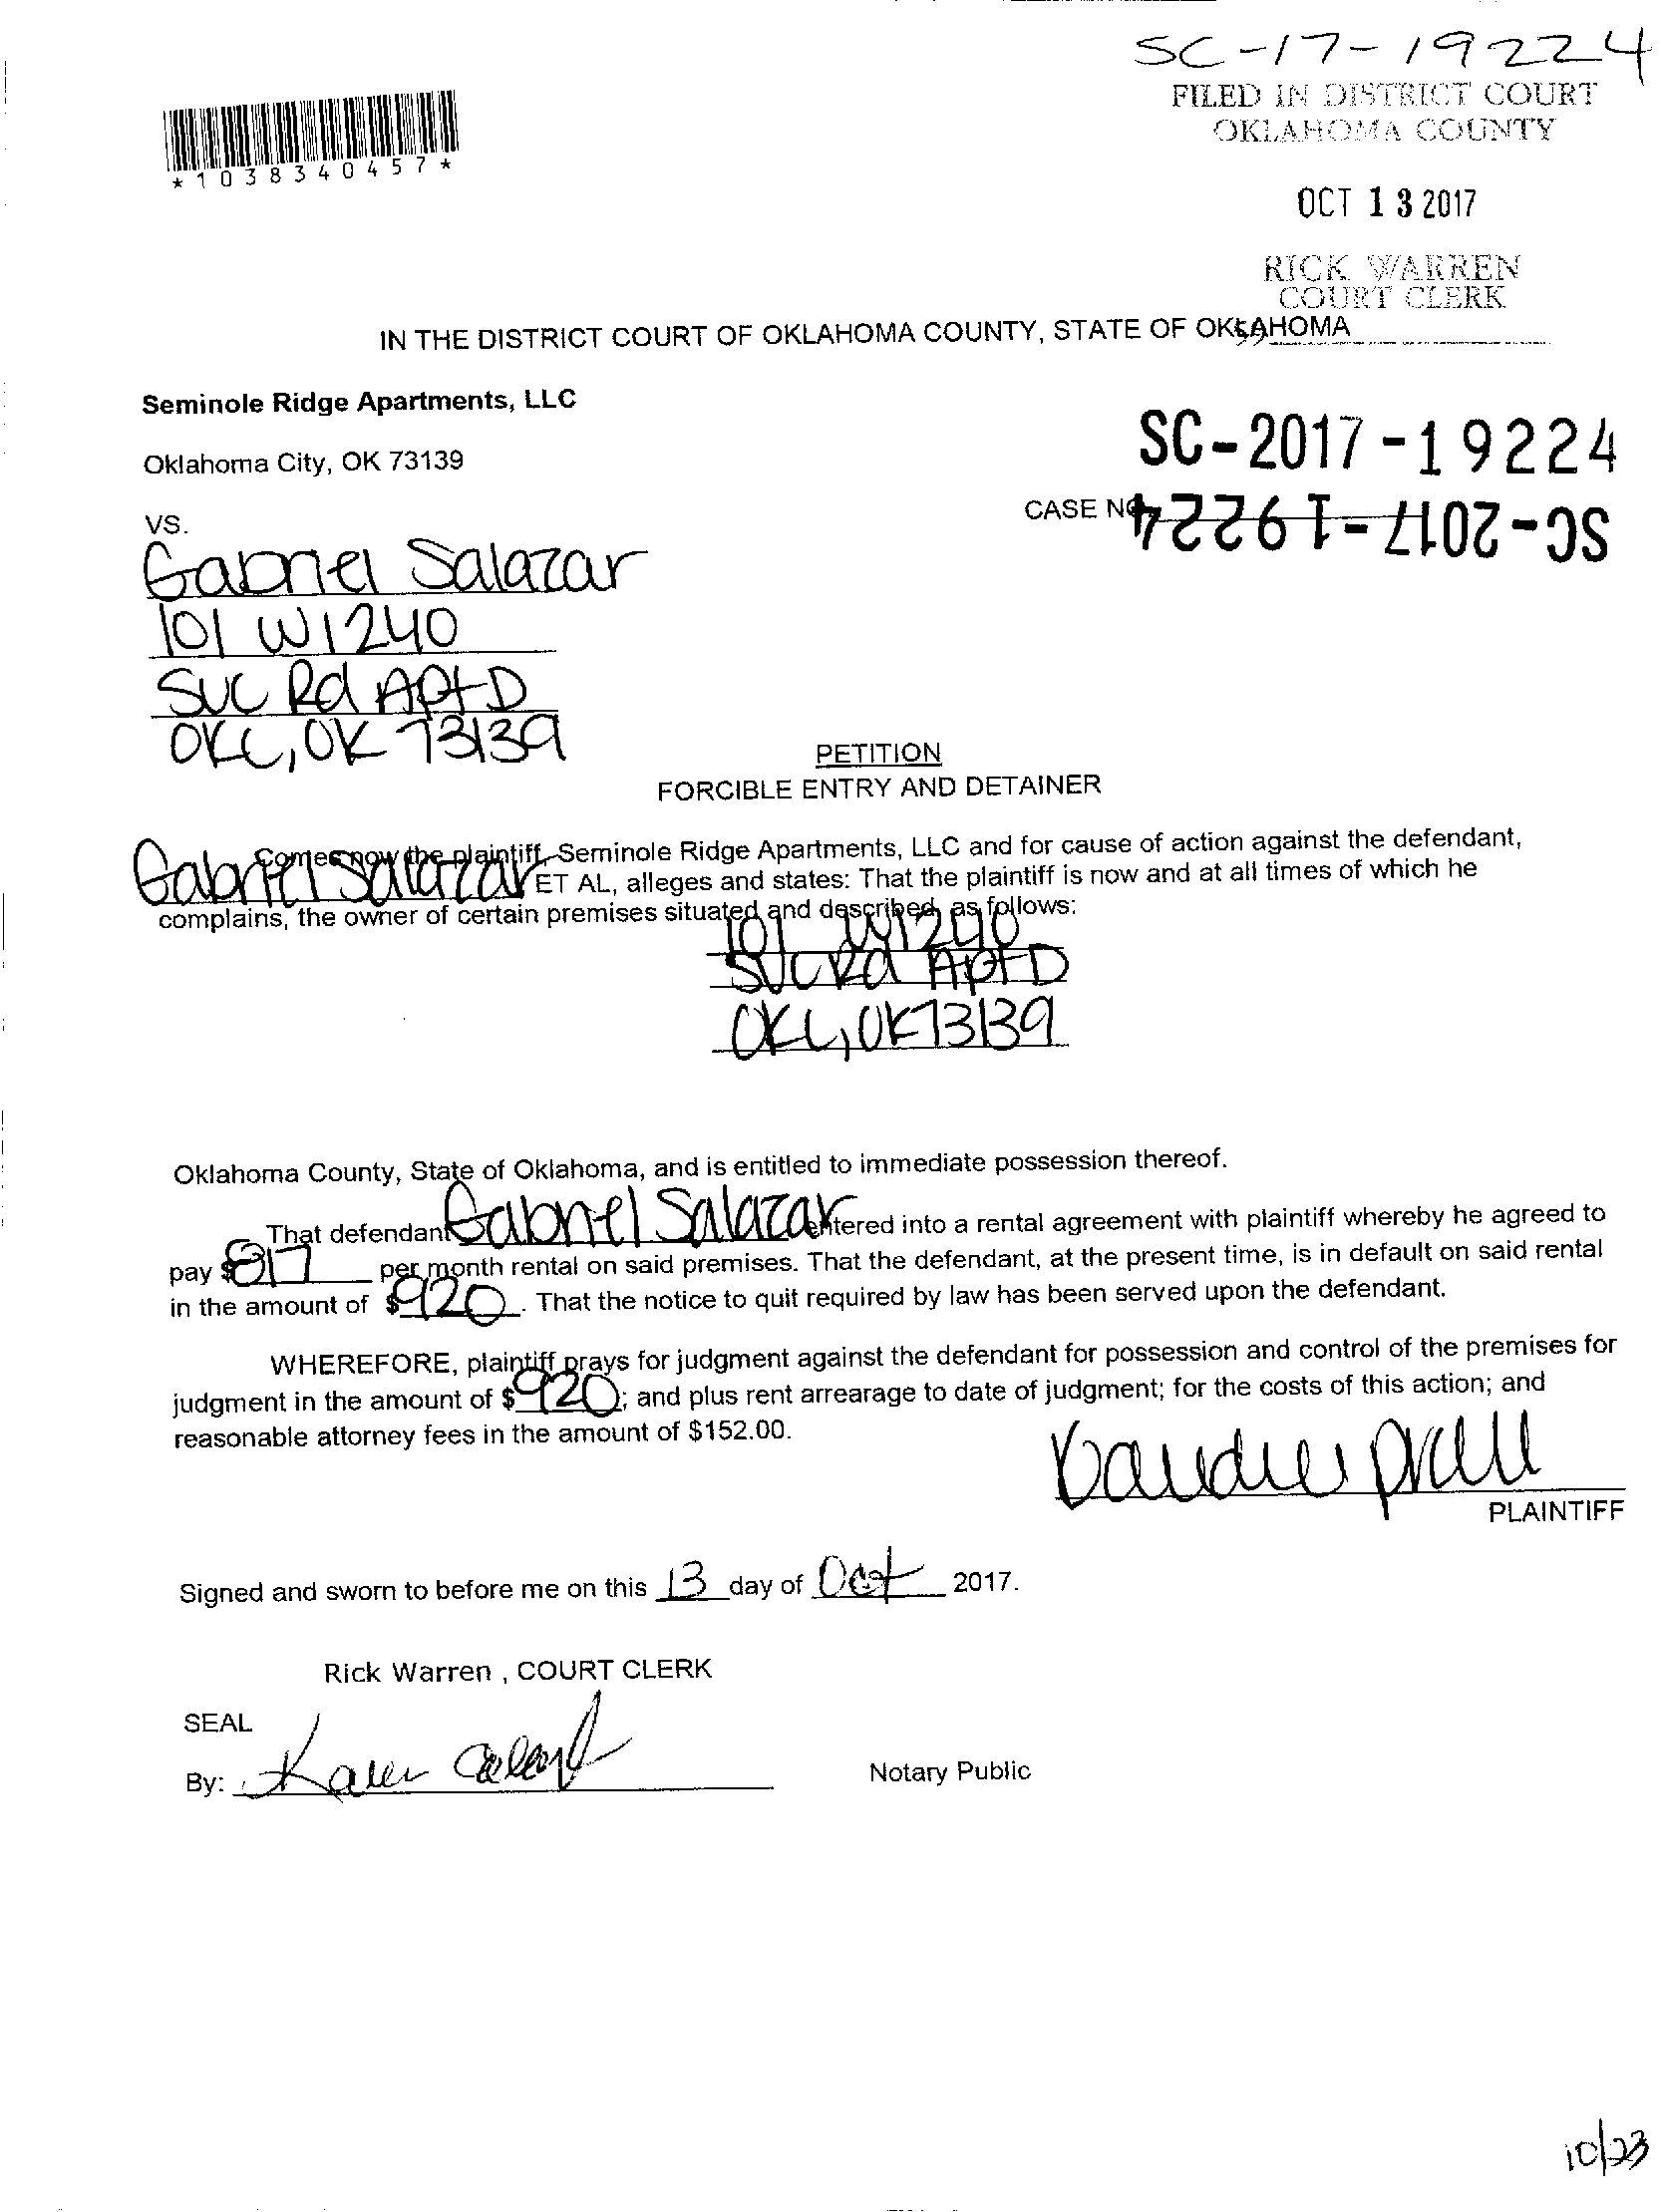 SC-17-19224
FILED IN DISTRICT COURT
OKLAHOMA COUNTY
*1038340457*
OCT 13 2017
RICK WARREN
COURT CLERK
IN THE DISTRICT COURT OF OKLAHOMA COUNTY, STATE OF OKLAHOMA
Seminole Ridge Apartments, LLC
Oklahoma City, OK 73139
SC-2017-19224
CASE NO.
SC-2017-19224
VS.
Gabriel Salazar
101 W I 240
SVC Rd Apt D
OKC, OK 73139
PETITION
FORCIBLE ENTRY AND DETAINER
Comes now the plaintiff Seminole Ridge Apartments, LLC and for cause of action against the defendant,
Gabriel Salazar ET AL, alleges and states: That the plaintiff is now and at all times of which he
complains, the owner of certain premises situated and described as follows:
101 W I 240
SVC Rd Apt D
OKC, OK 73139
Oklahoma County, State of Oklahoma, and is entitled to immediate possession thereof.
That defendant Gabriel Salazar entered into a rental agreement with plaintiff whereby he agreed to
pay $817 per month rental on said premises. That the defendant, at the present time, is in default on said rental
in the amount of $920. That the notice to quit required by law has been served upon the defendant.
WHEREFORE, plaintiff prays for judgment against the defendant for possession and control of the premises for
judgment in the amount of $920; and plus rent arrearage to date of judgment; for the costs of this action; and
reasonable attorney fees in the amount of $152.00.
PLAINTIFF
Signed and sworn to before me on this 13 day of Oct 2017.
Rick Warren , COURT CLERK
SEAL
By: Karen
Notary Public
10/23